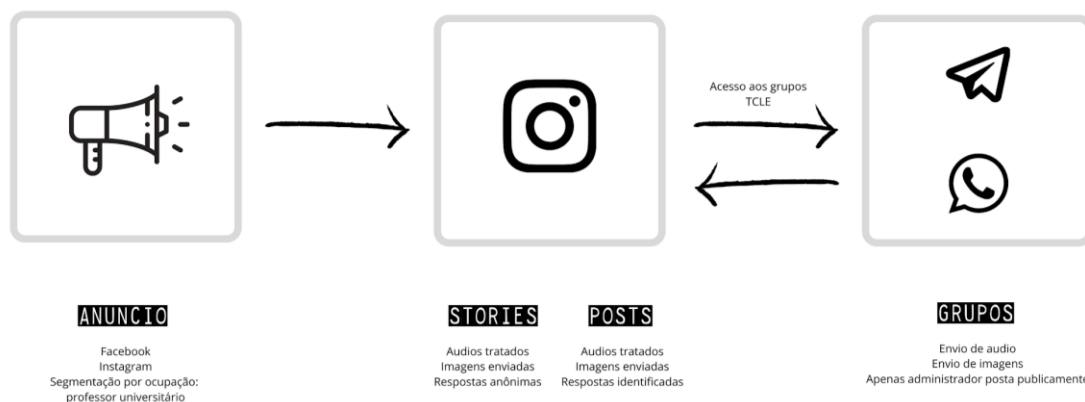 Acesso aos grupos
TCLE
ANUNCIO
Facebook
Instagram
Segmentação por ocupação:
professor universitário
STORIES
Audios tratados
Imagens enviadas
Respostas anônimas
POSTS
Audios tratados
Imagens enviadas
Respostas identificadas
GRUPOS
Envio de audio
Envio de imagens
Apenas administrador posta publicamente